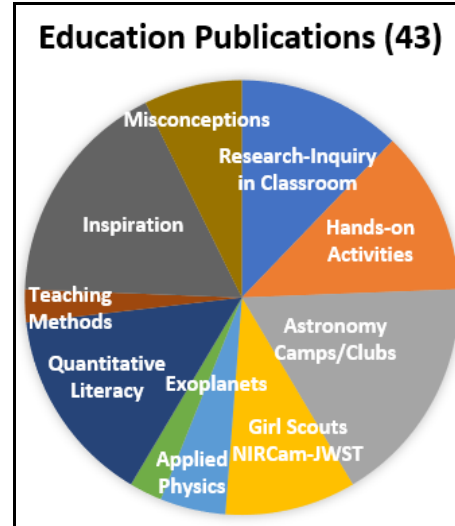 Education Publications (43)
Misconceptions
Research-Inquiry
in Classroom
Inspiration
Hands-on
Activities
Teaching
Methods
Astronomy
Camps/Clubs
Quantitative
Literacy
Exoplanets
Girl Scouts
NIRCam-JWST
Applied
Physics